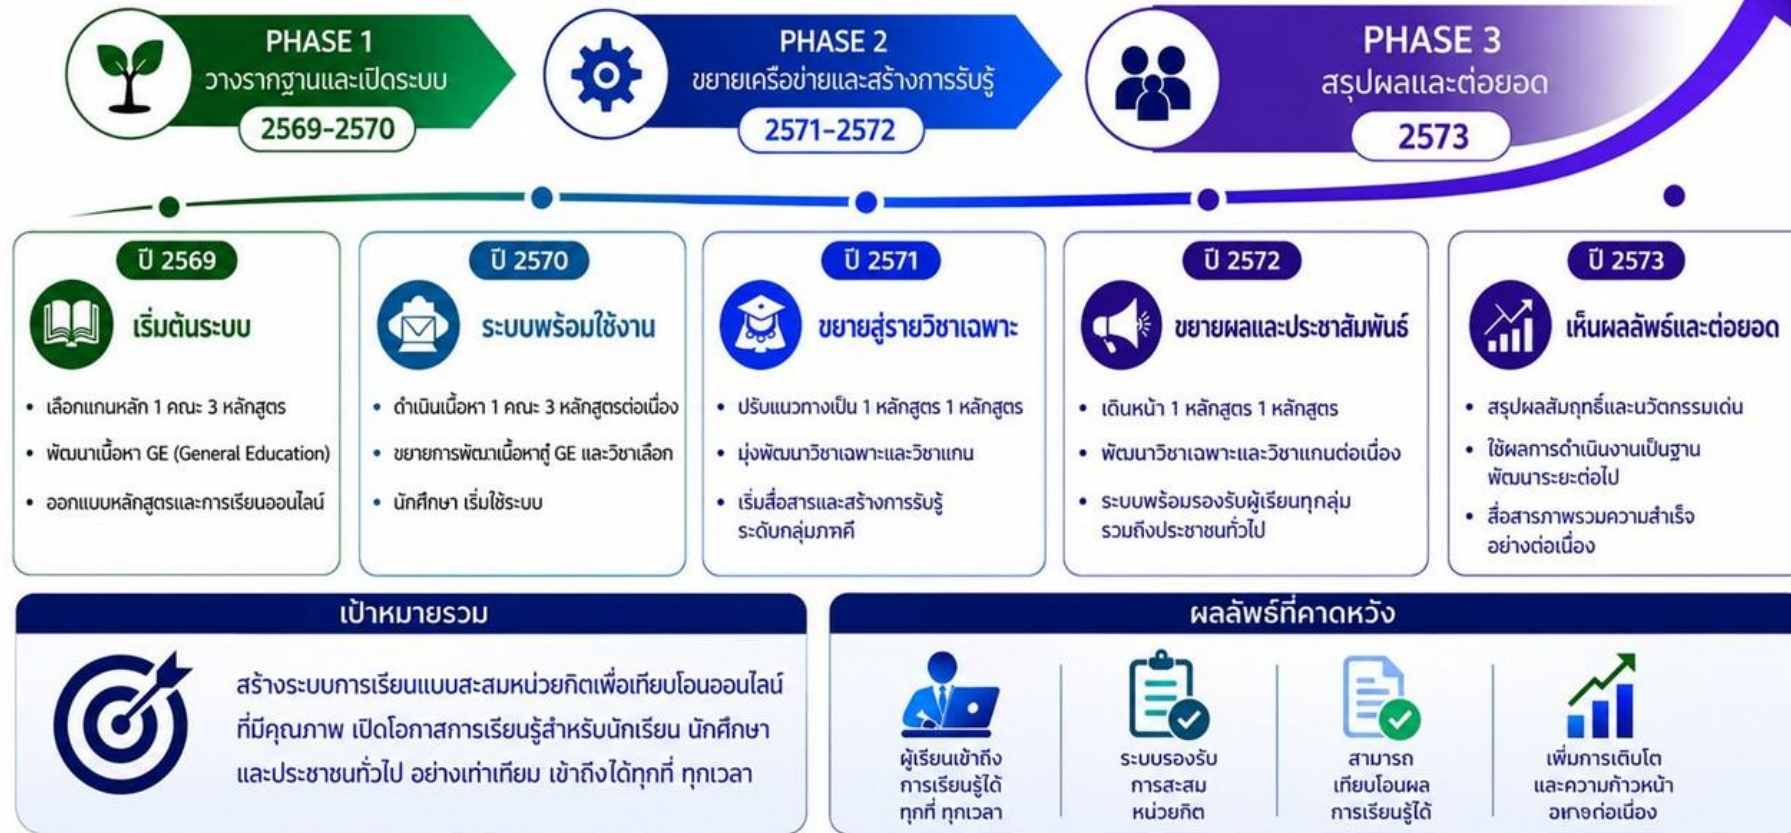 PHASE 1
วางรากฐานและเปิดระบบ
2569-2570
PHASE 2
ขยายเครือข่ายและสร้างการรับรู้
2571-2572
PHASE 3
สรุปผลและต่อยอด
2573
ปี 2569
เริ่มต้นระบบ
• เลือกแกนหลัก 1 คณะ 3 หลักสูตร
• พัฒนาเนื้อหา GE (General Education)
• ออกแบบหลักสูตรและการเรียนออนไลน์
ปี 2570
ระบบพร้อมใช้งาน
• ดำเนินเนื้อหา 1 คณะ 3 หลักสูตรต่อเนื่อง
• ขยายการพัฒนาเนื้อหา GE และวิชาเลือก
• นักศึกษา เริ่มใช้ระบบ
ปี 2571
ขยายสู่รายวิชาเฉพาะ
• ปรับแนวทางเป็น 1 หลักสูตร 1 หลักสูตร
• มุ่งพัฒนาวิชาเฉพาะและวิชาแกน
• เริ่มสื่อสารและสร้างการรับรู้
ระดับกลุ่มภาคี
ปี 2572
ขยายผลและประชาสัมพันธ์
• เดินหน้า 1 หลักสูตร 1 หลักสูตร
• พัฒนาวิชาเฉพาะและวิชาแกนต่อเนื่อง
• ระบบพร้อมรองรับผู้เรียนทุกลุ่ม
รวมถึงประชาชนทั่วไป
ปี 2573
เห็นผลลัพธ์และต่อยอด
• สรุปผลสัมฤทธิ์และนวัตกรรมเด่น
• ใช้ผลการดำเนินงานเป็นฐาน
พัฒนาระยะต่อไป
• สื่อสารภาพรวมความสำเร็จ
อย่างต่อเนื่อง
เป้าหมายรวม
สร้างระบบการเรียนแบบสะสมหน่วยกิตเพื่อเทียบโอนออนไลน์
ที่มีคุณภาพ เปิดโอกาสการเรียนรู้สำหรับนักเรียน นักศึกษา
และประชาชนทั่วไป อย่างเท่าเทียม เข้าถึงได้ทุกที่ ทุกเวลา
ผลลัพธ์ที่คาดหวัง
ผู้เรียนเข้าถึง
การเรียนรู้ได้
ทุกที่ ทุกเวลา
ระบบรองรับ
การสะสม
หน่วยกิต
สามารถ
เทียบโอนผล
การเรียนรู้ได้
เพิ่มการเติบโต
และความก้าวหน้า
ต่อเนื่อง